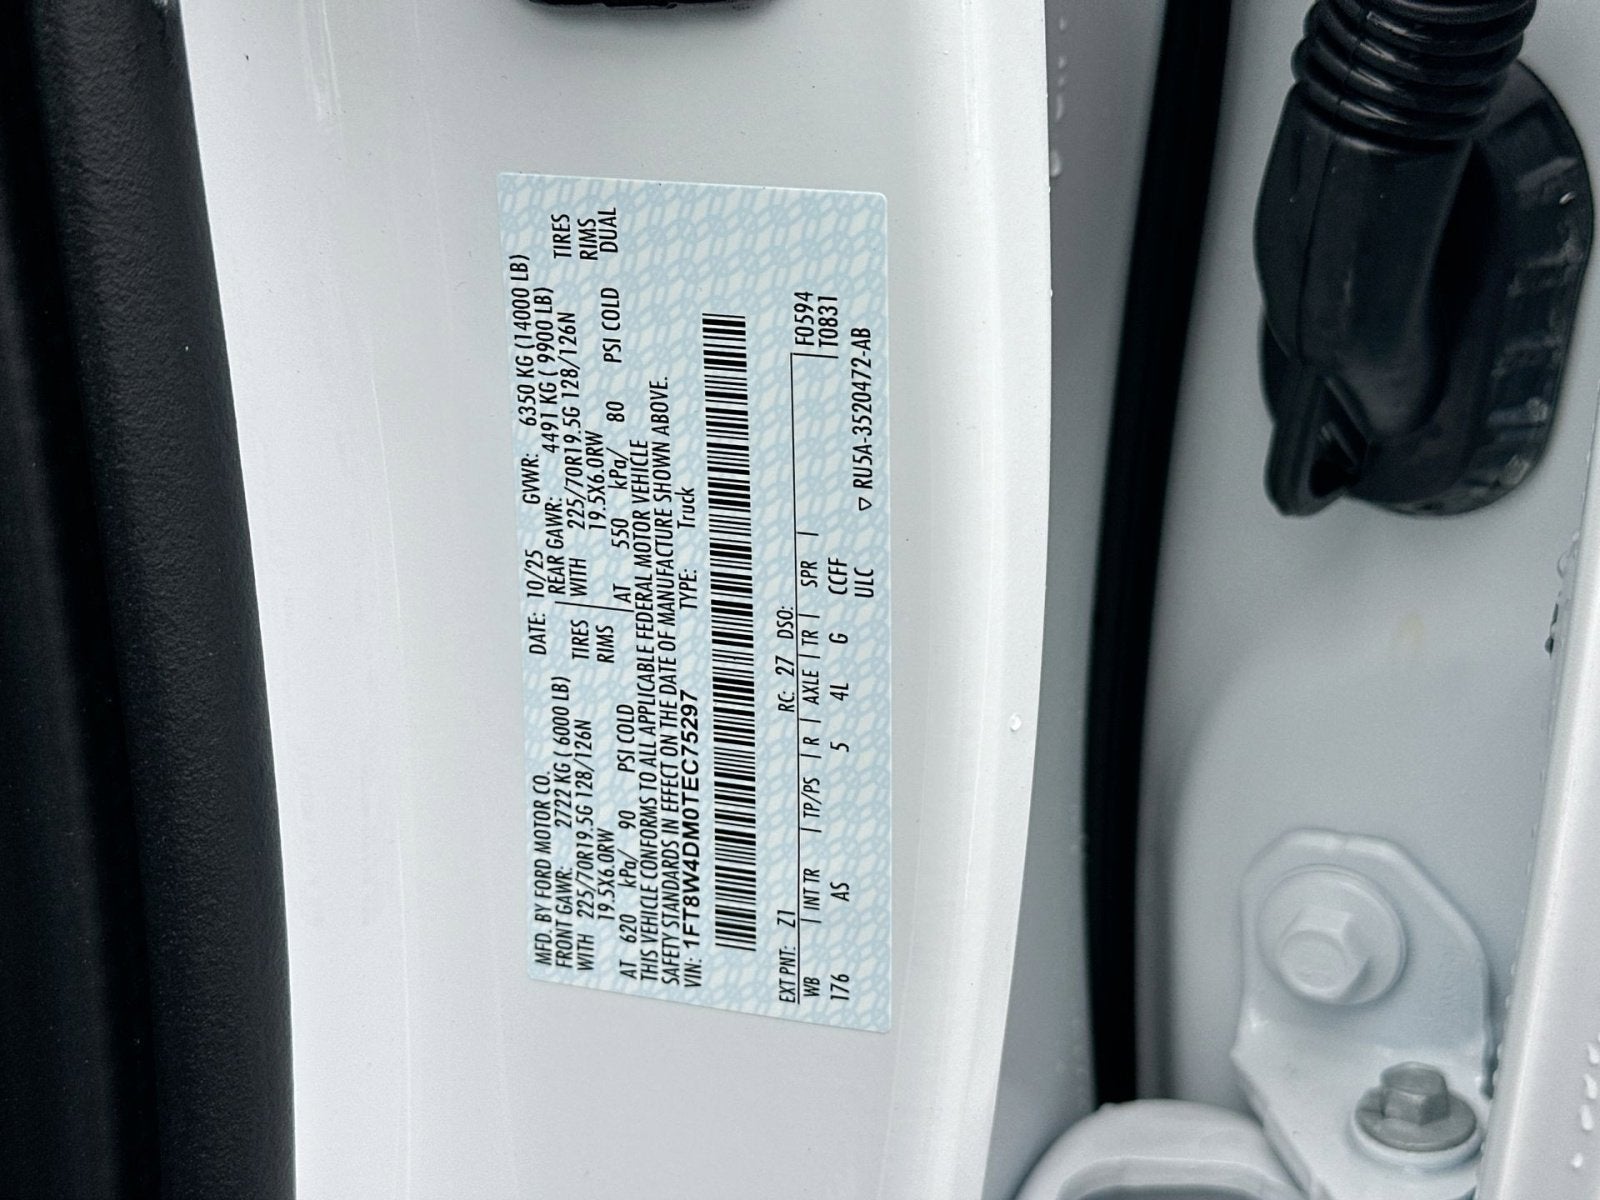 MFD. BY FORD MOTOR CO. DATE: 10/25 GVWR: 6350 KG (14000 LB)
FRONT GAWR: 2722 KG ( 6000 LB) REAR GAWR: 4491 KG ( 9900 LB)
WITH 225/70R19.5G 128/126N TIRES WITH 225/70R19.5G 128/126N TIRES
19.5X6.0RW RIMS 19.5X6.0RW RIMS
AT 620 kPa/ 90 PSI COLD AT 550 kPa/ 80 PSI COLD DUAL
THIS VEHICLE CONFORMS TO ALL APPLICABLE FEDERAL MOTOR VEHICLE
SAFETY STANDARDS IN EFFECT ON THE DATE OF MANUFACTURE SHOWN ABOVE.
VIN: 1FT8W4DM0TEC75297 TYPE: Truck
EXT PNT: Z1 RC: 27 DSO: F0594
WB INT TR TP/PS R AXLE TR SPR T0831
176 AS 5 4L G CCFF
ULC ▽ RU5A-3520472-AB